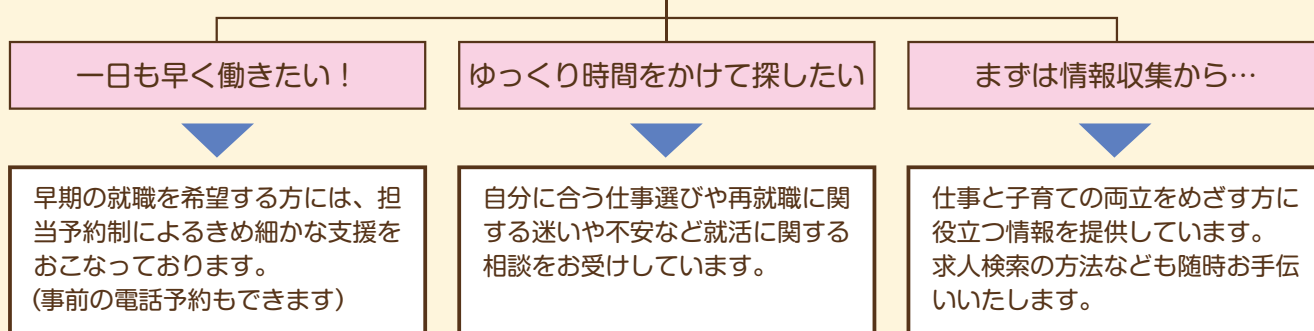 一日も早く働きたい！
ゆっくり時間をかけて探したい
まずは情報収集から…
早期の就職を希望する方には、担
当予約制によるきめ細かな支援を
おこなっております。
(事前の電話予約もできます)
自分に合う仕事選びや再就職に関
する迷いや不安など就活に関する
相談をお受けしています。
仕事と子育ての両立をめざす方に
役立つ情報を提供しています。
求人検索の方法なども随時お手伝
いいたします。